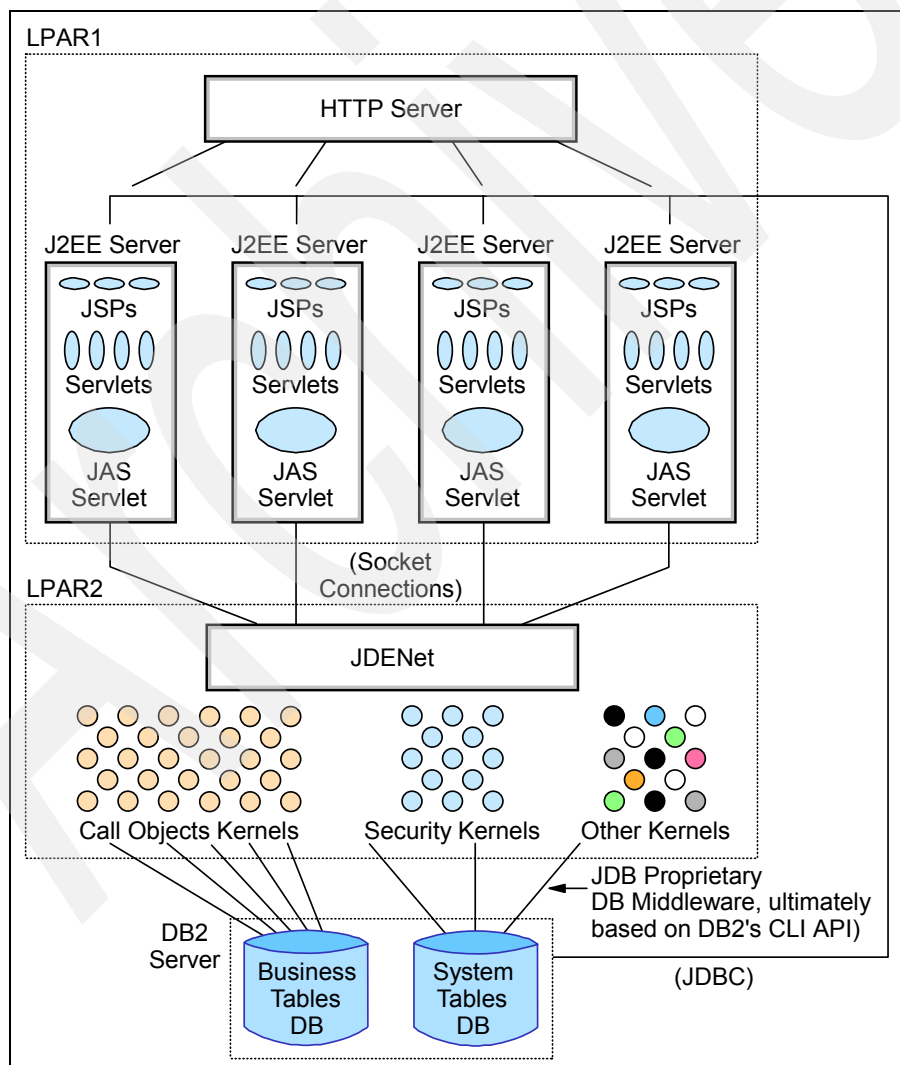 LPAR1
HTTP Server
J2EE Server
J2EE Server
J2EE Server
J2EE Server
JSPs
JSPs
JSPs
JSPs
Servlets
Servlets
Servlets
Servlets
JAS
Servlet
JAS
Servlet
JAS
Servlet
JAS
Servlet
(Socket
Connections)
LPAR2
JDENet
Call Objects Kernels
Security Kernels
Other Kernels
JDB Proprietary
DB Middleware, ultimately
based on DB2's CLI API)
DB2
Server
Business
Tables
DB
System
Tables
DB
(JDBC)
Archive